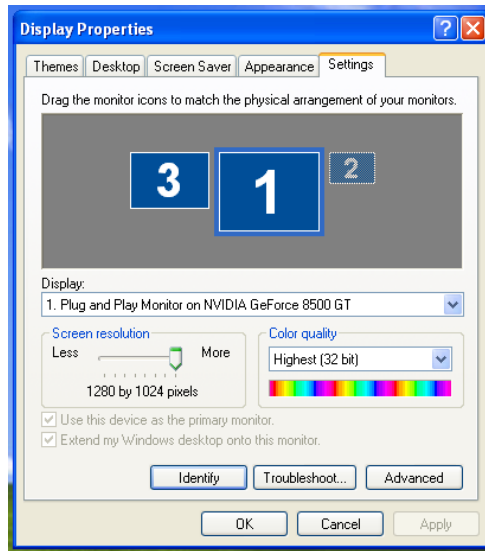 Display Properties
Themes Desktop Screen Saver Appearance Settings
Drag the monitor icons to match the physical arrangement of your monitors.
3 1 2
Display:
1. Plug and Play Monitor on NVIDIA GeForce 8500 GT
Screen resolution
Less More
1280 by 1024 pixels
Color quality
Highest (32 bit)
Use this device as the primary monitor.
Extend my Windows desktop onto this monitor.
Identify Troubleshoot... Advanced
OK Cancel Apply